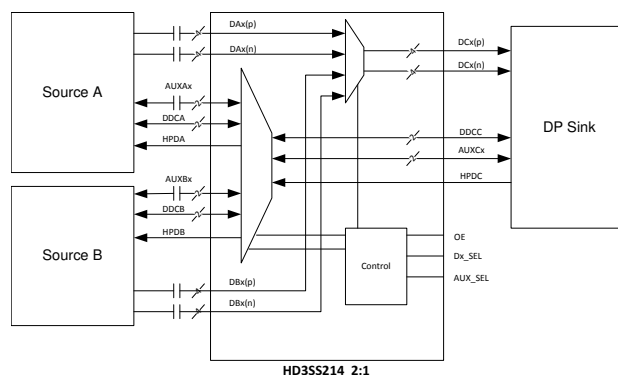 DAx(p)
DAx(n)
DCx(p)
DCx(n)
Source A
AUXAx
DDCA
HPDA
DP Sink
DDCC
AUXCx
HPDC
AUXBx
DDCB
HPDB
Source B
Control
OE
Dx_SEL
AUX_SEL
DBx(p)
DBx(n)
HD3SS214 2:1